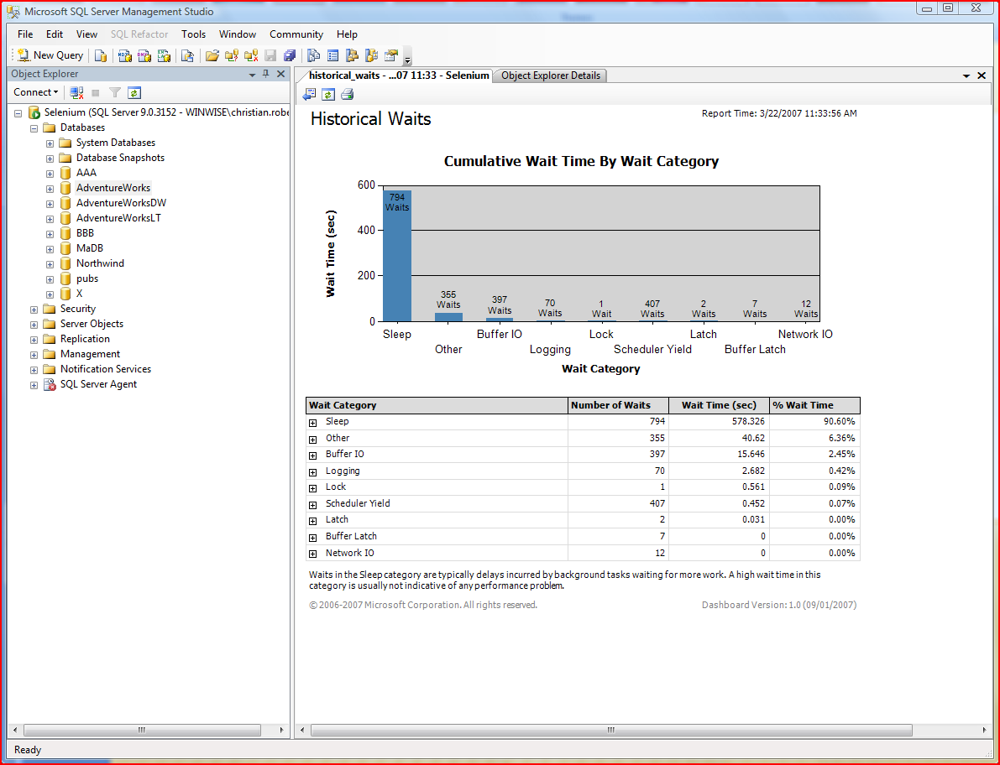 Microsoft SQL Server Management Studio
File Edit View SQL Refactor Tools Window Community Help
New Query
Object Explorer
Connect
Selenium (SQL Server 9.0.3152 - WINWISE\christian.robe
Databases
System Databases
Database Snapshots
AAA
AdventureWorks
AdventureWorksDW
AdventureWorksLT
BBB
MaDB
Northwind
pubs
X
Security
Server Objects
Replication
Management
Notification Services
SQL Server Agent
historical_waits - ...07 11:33 - Selenium Object Explorer Details
Historical Waits
Report Time: 3/22/2007 11:33:56 AM
Cumulative Wait Time By Wait Category
Wait Time (sec)
600
400
200
0
794 Waits
355 Waits
397 Waits
70 Waits
1 Wait
407 Waits
2 Waits
7 Waits
12 Waits
Sleep Buffer IO Lock Latch Network IO
Other Logging Scheduler Yield Buffer Latch
Wait Category
Wait Category Number of Waits Wait Time (sec) % Wait Time
Sleep 794 578.326 90.60%
Other 355 40.62 6.36%
Buffer IO 397 15.646 2.45%
Logging 70 2.682 0.42%
Lock 1 0.561 0.09%
Scheduler Yield 407 0.452 0.07%
Latch 2 0.031 0.00%
Buffer Latch 7 0 0.00%
Network IO 12 0 0.00%
Waits in the Sleep category are typically delays incurred by background tasks waiting for more work. A high wait time in this
category is usually not indicative of any performance problem.
© 2006-2007 Microsoft Corporation. All rights reserved. Dashboard Version: 1.0 (09/01/2007)
Ready